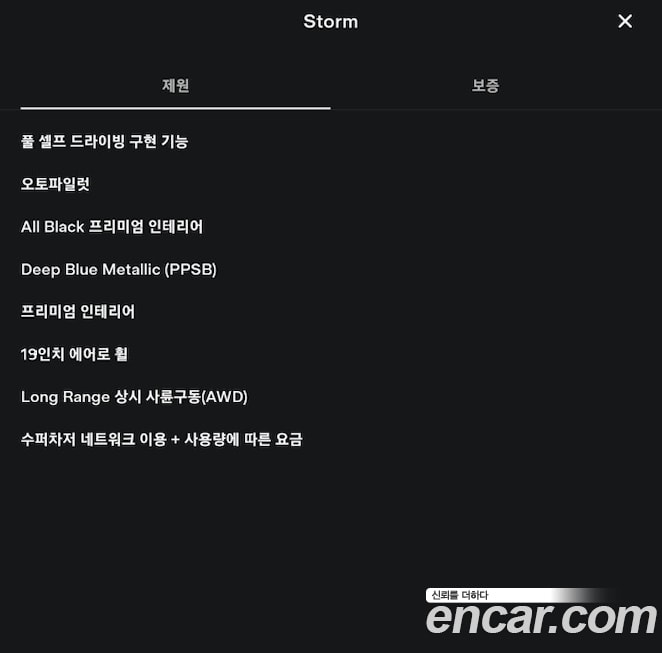 Storm
제원 보증
풀 셀프 드라이빙 구현 기능
오토파일럿
All Black 프리미엄 인테리어
Deep Blue Metallic (PPSB)
프리미엄 인테리어
19인치 에어로 휠
Long Range 상시 사륜구동(AWD)
수퍼차저 네트워크 이용 + 사용량에 따른 요금
신뢰를 더하다
encar.com